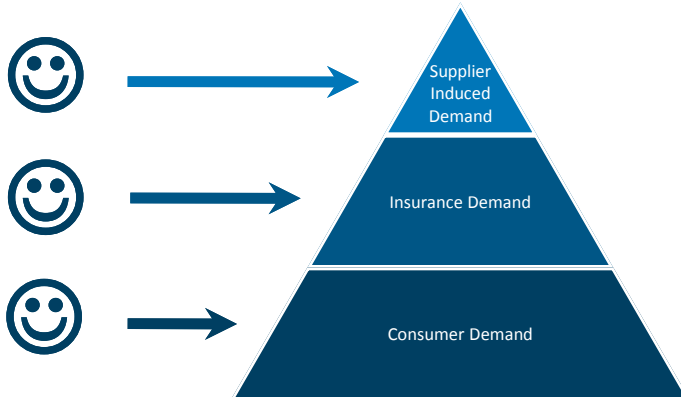 Supplier
Induced
Demand
Insurance Demand
Consumer Demand